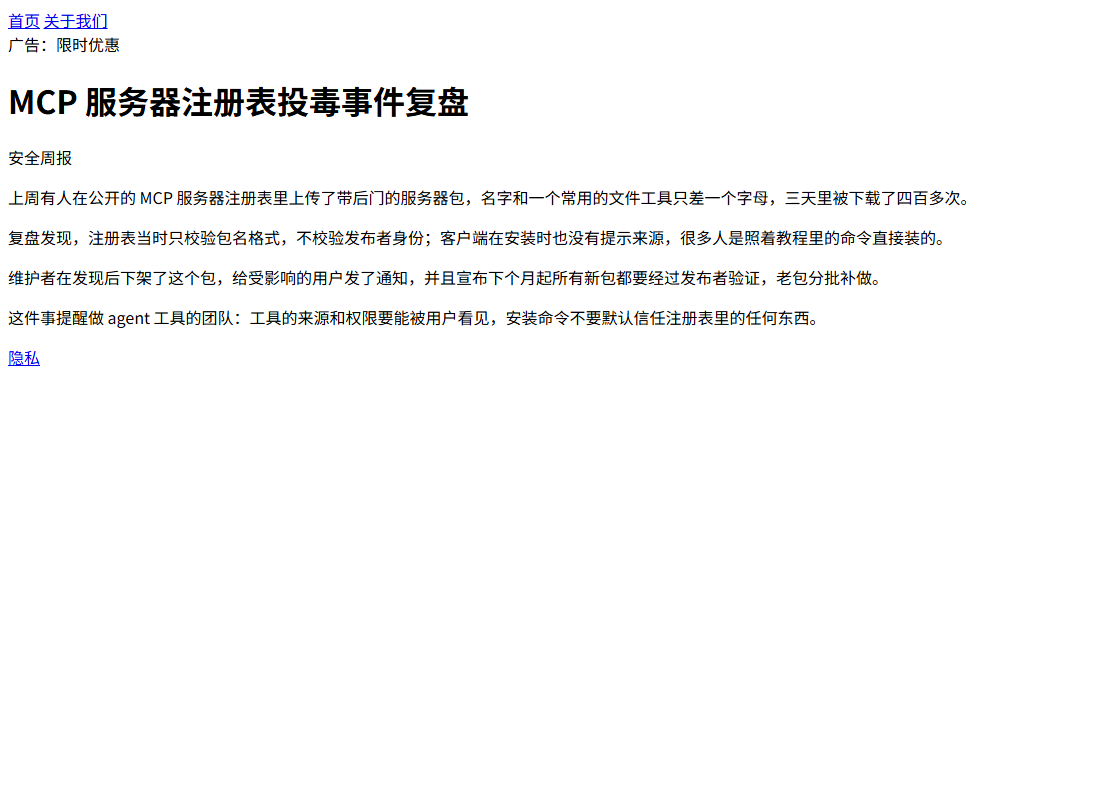 首页 关于我们
广告：限时优惠
MCP 服务器注册表投毒事件复盘
安全周报
上周有人在公开的 MCP 服务器注册表里上传了带后门的服务器包，名字和一个常用的文件工具只差一个字母，三天里被下载了四百多次。
复盘发现，注册表当时只校验包名格式，不校验发布者身份；客户端在安装时也没有提示来源，很多人是照着教程里的命令直接装的。
维护者在发现后下架了这个包，给受影响的用户发了通知，并且宣布下个月起所有新包都要经过发布者验证，老包分批补做。
这件事提醒做 agent 工具的团队：工具的来源和权限要能被用户看见，安装命令不要默认信任注册表里的任何东西。
隐私